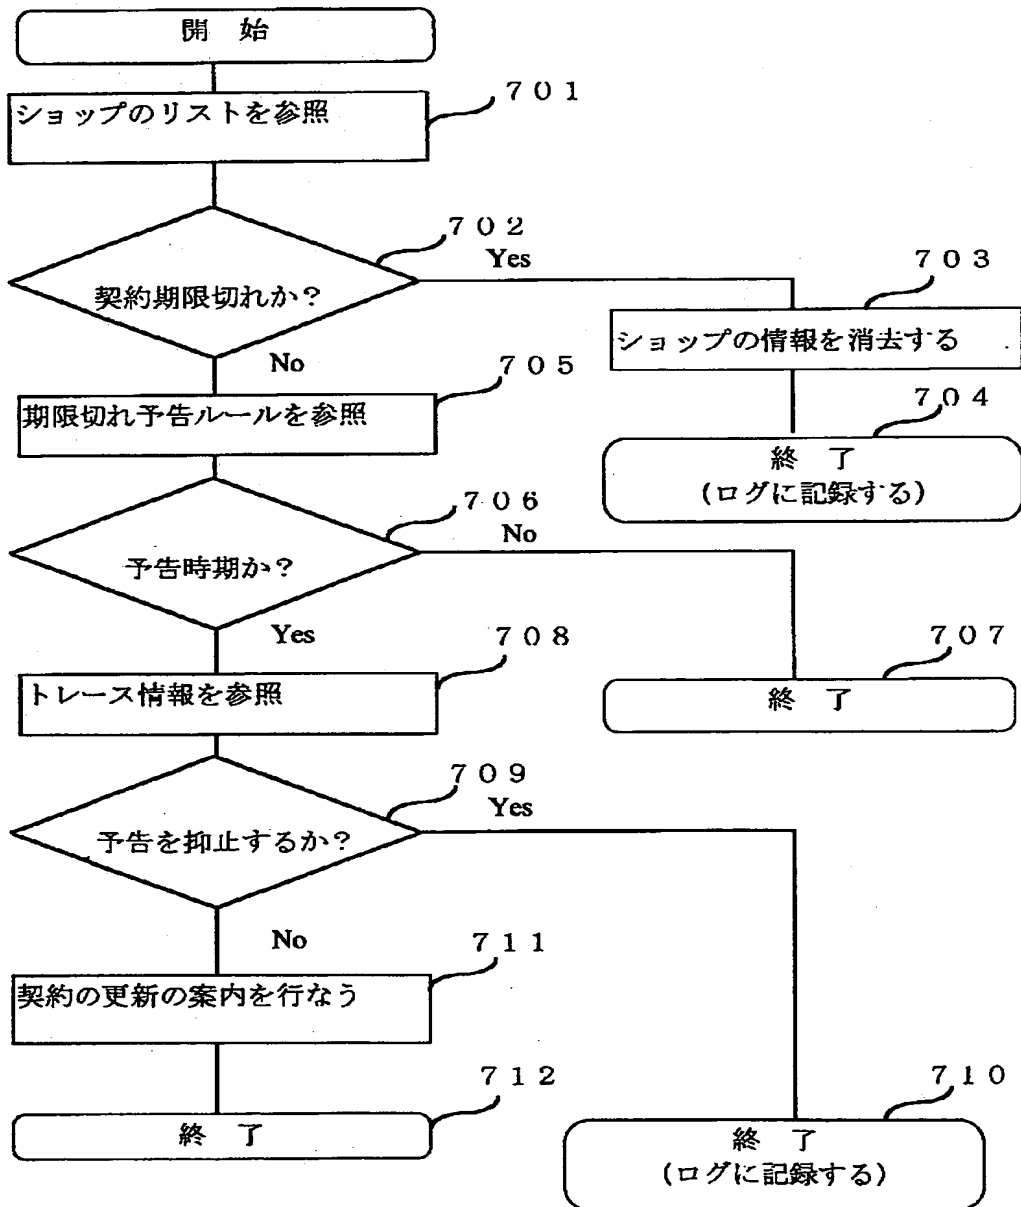 開 始
701
ショップのリストを参照
702
Yes
契約期限切れか?
703
ショップの情報を消去する
No
705
期限切れ予告ルールを参照
704
終 了
(ログに記録する)
706
No
予告時期か?
Yes
708
707
トレース情報を参照
終 了
709
Yes
予告を抑止するか?
No
711
契約の更新の案内を行なう
712
終 了
710
終 了
(ログに記録する)